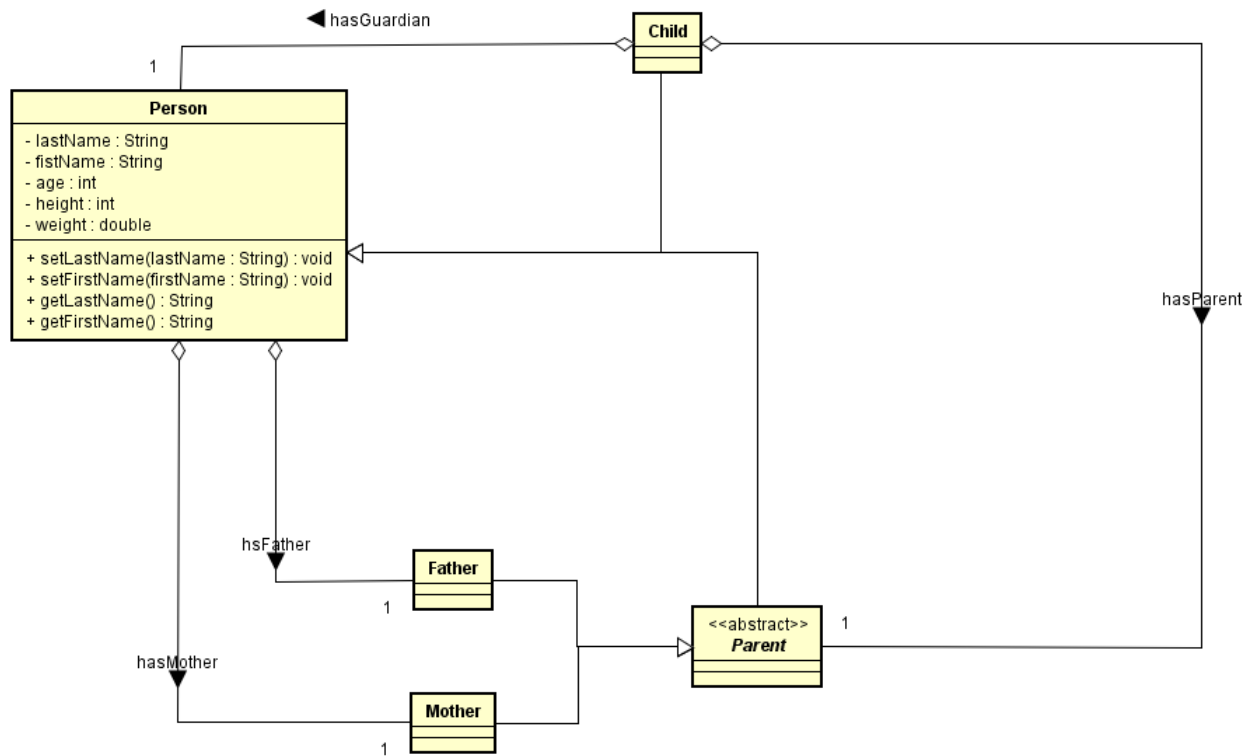 hasGuardian
Child
1
Person
- lastName : String
- fistName : String
- age : int
- height : int
- weight : double
+ setLastName(lastName : String) : void
+ setFirstName(firstName : String) : void
+ getLastName() : String
+ getFirstName() : String
hasParent
hsFather
Father
1
<<abstract>>
Parent
1
hasMother
Mother
1